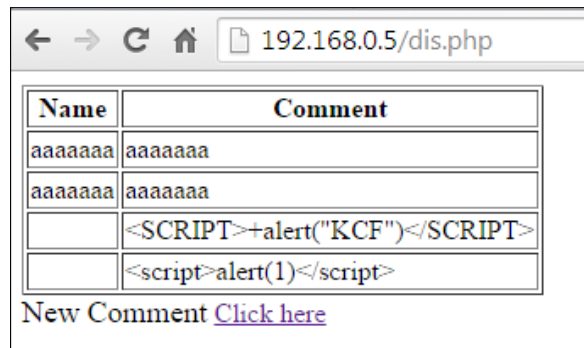 192.168.0.5/dis.php
Name Comment
aaaaaaa aaaaaaa
aaaaaaa aaaaaaa
<SCRIPT>+alert("KCF")</SCRIPT>
<script>alert(1)</script>
New Comment Click here